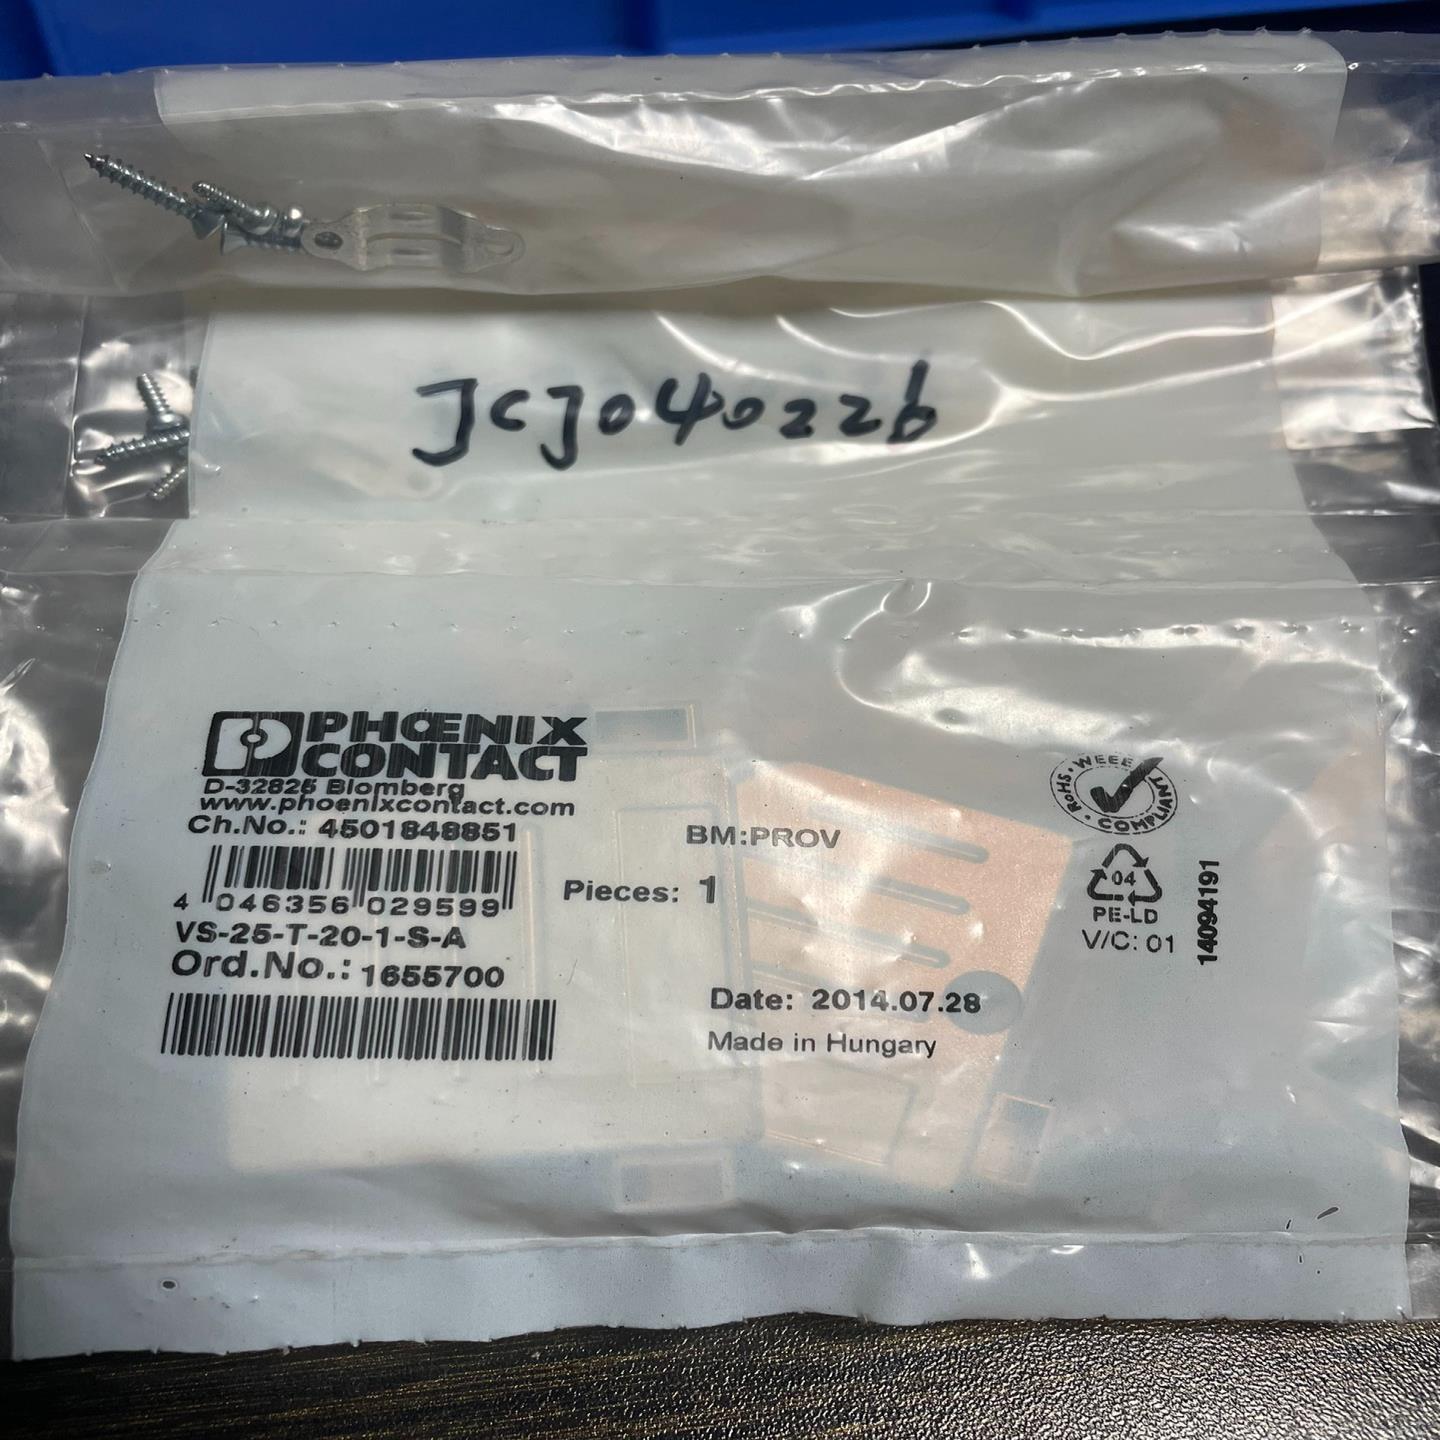 JCJ040226
PHŒNIX
CONTACT
D-32825 Blomberg
www.phoenixcontact.com
Ch.No.: 4501848851
BM:PROV
4 046356 029599
Pieces: 1
VS-25-T-20-1-S-A
Ord.No.: 1655700
Date: 2014.07.28
Made in Hungary
RoHS · WEEE · COMPLIANT
04
PE-LD
V/C: 01
14094191